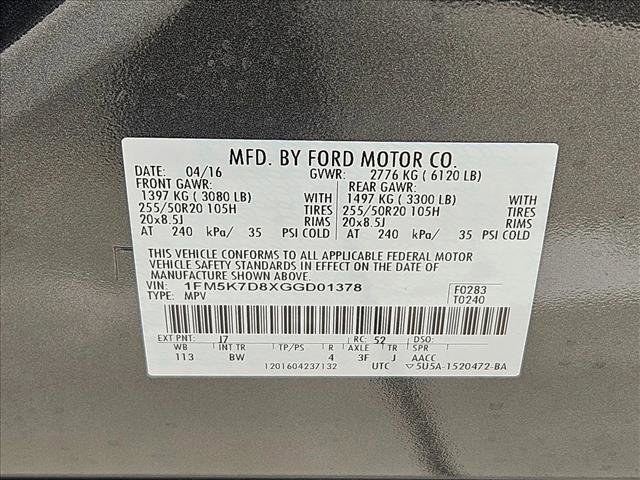 MFD. BY FORD MOTOR CO.
DATE: 04/16 GVWR: 2776 KG ( 6120 LB)
FRONT GAWR: REAR GAWR:
1397 KG ( 3080 LB) WITH 1497 KG ( 3300 LB) WITH
255/50R20 105H TIRES 255/50R20 105H TIRES
20x8.5J RIMS 20x8.5J RIMS
AT 240 kPa/ 35 PSI COLD AT 240 kPa/ 35 PSI COLD
THIS VEHICLE CONFORMS TO ALL APPLICABLE FEDERAL MOTOR
VEHICLE SAFETY STANDARDS IN EFFECT ON THE DATE OF
MANUFACTURE SHOWN ABOVE.
VIN: 1FM5K7D8XGGD01378 F0283
TYPE: MPV T0240
EXT PNT: J7 RC: 52 DSO:
WB INT TR TP/PS R AXLE TR SPR
113 BW 4 3F J AACC
1201604237132 UTC ▽5U5A-1520472-BA